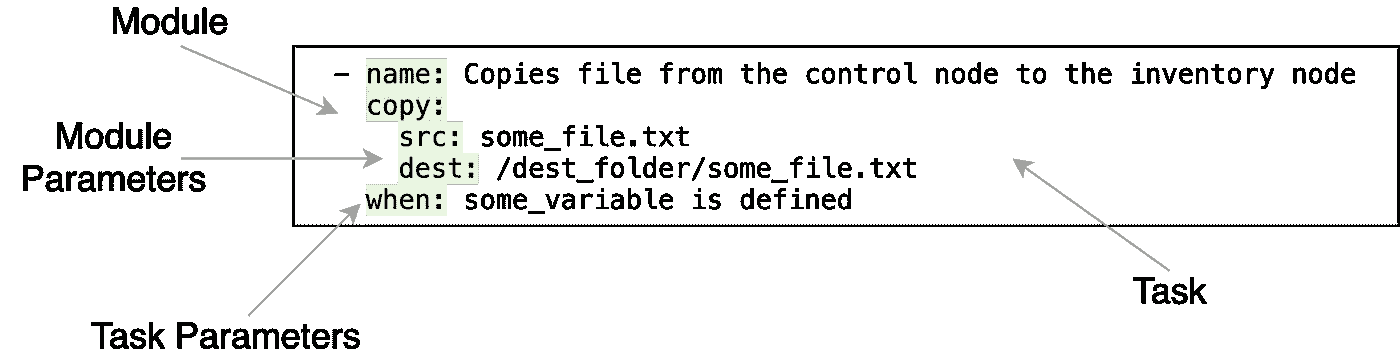 Module
- name: Copies file from the control node to the inventory node
copy:
Module
Parameters
src: some_file.txt
dest: /dest_folder/some_file.txt
when: some_variable is defined
Task
Task Parameters